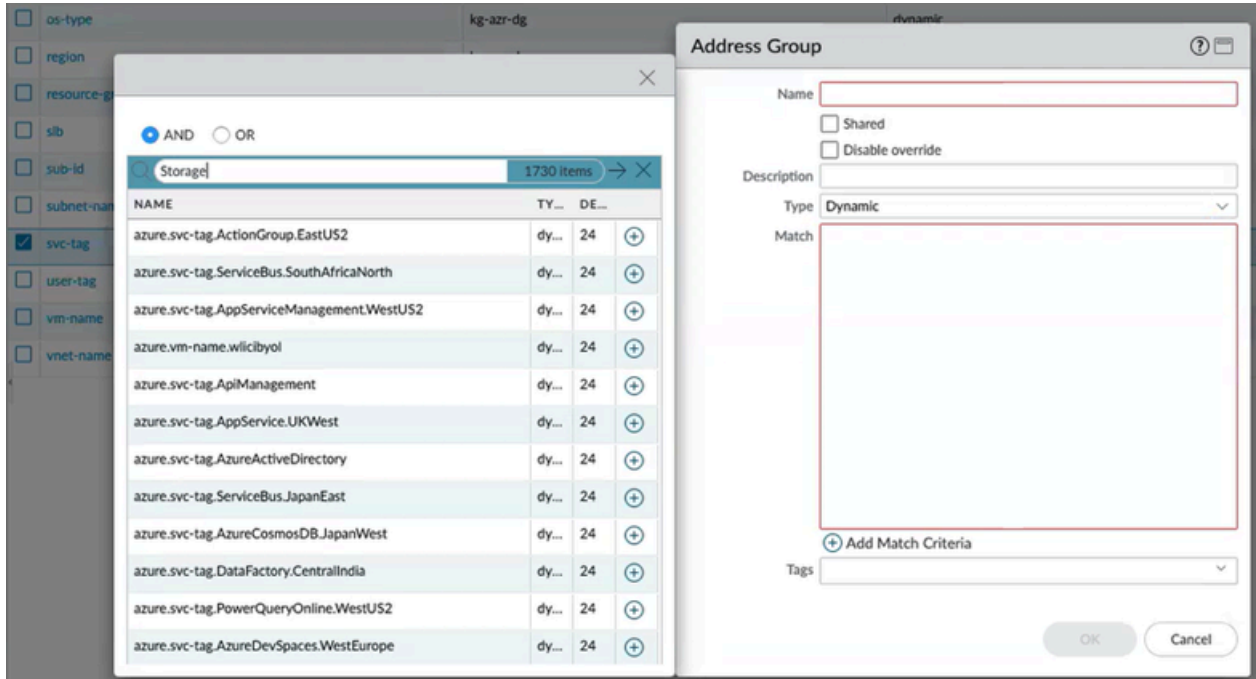 os-type kg-azr-dg dynamic
region
resource-gr
slb
sub-id
subnet-nam
svc-tag
user-tag
vm-name
vnet-name
AND OR
Storage 1730 items
NAME TY... DE...
azure.svc-tag.ActionGroup.EastUS2 dy... 24
azure.svc-tag.ServiceBus.SouthAfricaNorth dy... 24
azure.svc-tag.AppServiceManagement.WestUS2 dy... 24
azure.vm-name.wlicibyol dy... 24
azure.svc-tag.ApiManagement dy... 24
azure.svc-tag.AppService.UKWest dy... 24
azure.svc-tag.AzureActiveDirectory dy... 24
azure.svc-tag.ServiceBus.JapanEast dy... 24
azure.svc-tag.AzureCosmosDB.JapanWest dy... 24
azure.svc-tag.DataFactory.CentralIndia dy... 24
azure.svc-tag.PowerQueryOnline.WestUS2 dy... 24
azure.svc-tag.AzureDevSpaces.WestEurope dy... 24
Address Group
Name
Shared
Disable override
Description
Type Dynamic
Match
Add Match Criteria
Tags
OK Cancel